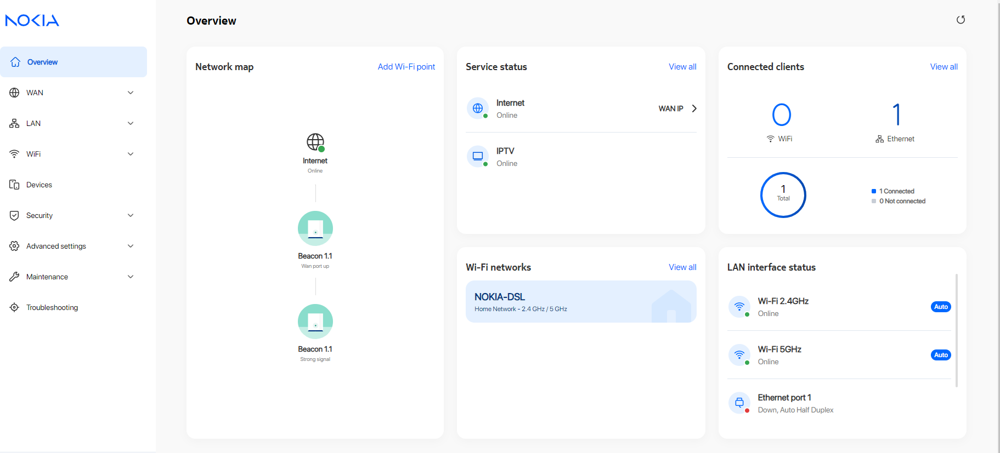 NOKIA
Overview
WAN
LAN
WiFi
Devices
Security
Advanced settings
Maintenance
Troubleshooting
Overview
Network map
Add Wi-Fi point
Internet
Online
Beacon 1.1
Wan port up
Beacon 1.1
Strong signal
Service status
View all
Internet
Online
WAN IP
IPTV
Online
Connected clients
View all
0
WiFi
1
Ethernet
1
Total
1 Connected
0 Not connected
Wi-Fi networks
View all
NOKIA-DSL
Home Network - 2.4 GHz / 5 GHz
LAN interface status
Wi-Fi 2.4GHz
Online
Auto
Wi-Fi 5GHz
Online
Auto
Ethernet port 1
Down, Auto Half Duplex